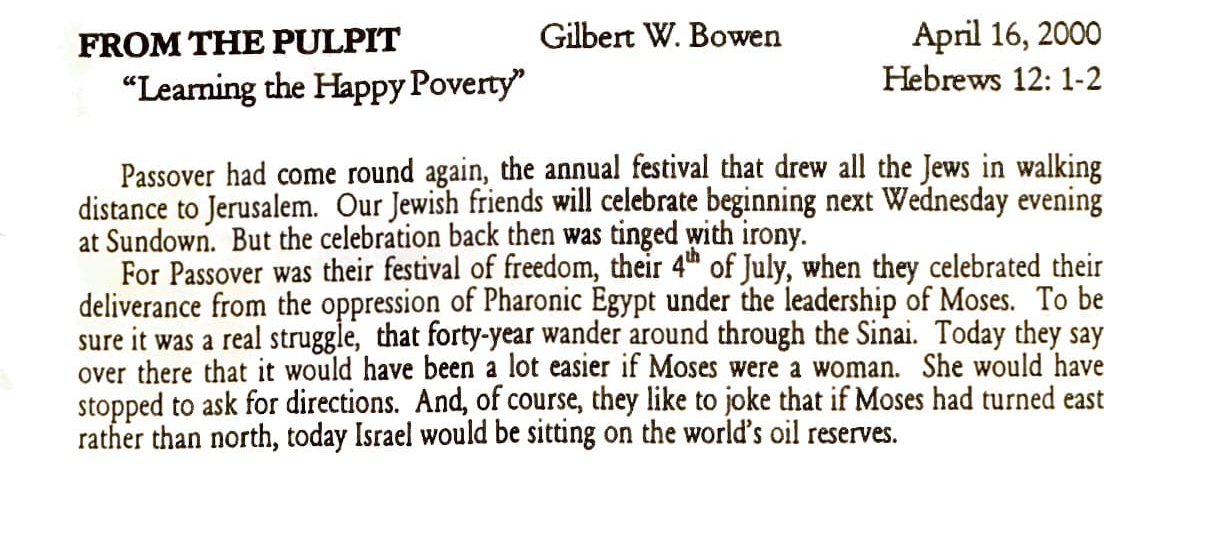 FROM THE PULPIT Gilbert W. Bowen April 16, 2000
“Learning the Happy Poverty” Hebrews 12: 1-2
Passover had come round again, the annual festival that drew all the Jews in walking
distance to Jerusalem. Our Jewish friends will celebrate beginning next Wednesday evening
at Sundown. But the celebration back then was tinged with irony.
For Passover was their festival of freedom, their 4th of July, when they celebrated their
deliverance from the oppression of Pharonic Egypt under the leadership of Moses. To be
sure it was a real struggle, that forty-year wander around through the Sinai. Today they say
over there that it would have been a lot easier if Moses were a woman. She would have
stopped to ask for directions. And, of course, they like to joke that if Moses had turned east
rather than north, today Israel would be sitting on the world’s oil reserves.